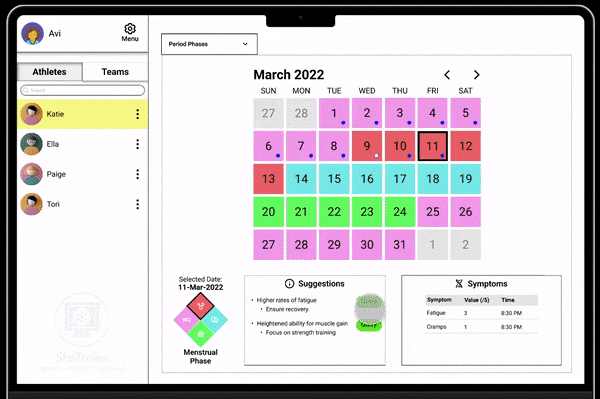 Avi
Menu
Athletes
Teams
Search
Katie
Ella
Paige
Tori
SheTrains
Period Phases
March 2022
SUN MON TUE WED THU FRI SAT
27 28 1 2 3 4 5
6 7 8 9 10 11 12
13 14 15 16 17 18 19
20 21 22 23 24 25 26
27 28 29 30 31 1 2
Selected Date:
11-Mar-2022
Menstrual
Phase
Suggestions
• Higher rates of fatigue
• Ensure recovery
• Heightened ability for muscle gain
• Focus on strength training
Symptoms
Symptom Value (/5) Time
Fatigue 3 8:30 PM
Cramps 1 8:30 PM